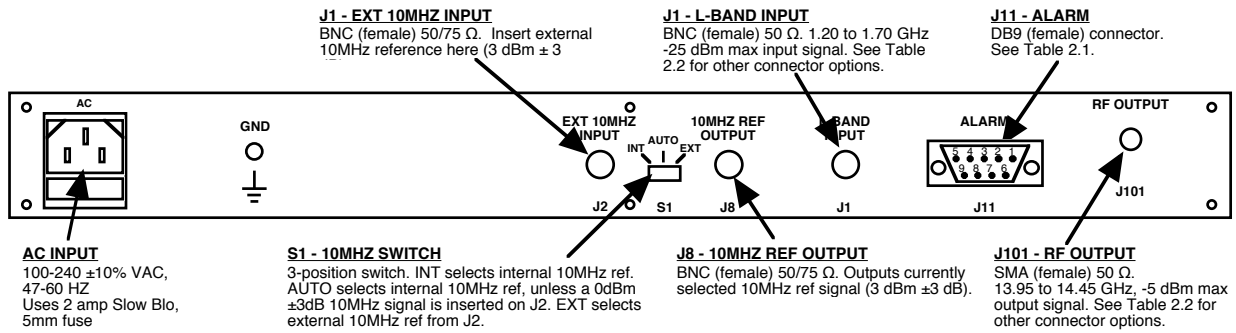 J1 - EXT 10MHZ INPUT
BNC (female) 50/75 Ω. Insert external
10MHz reference here (3 dBm ± 3
J1 - L-BAND INPUT
BNC (female) 50 Ω. 1.20 to 1.70 GHz
-25 dBm max input signal. See Table
2.2 for other connector options.
J11 - ALARM
DB9 (female) connector.
See Table 2.1.
AC
GND
EXT 10MHZ
INPUT
INT
AUTO
EXT
10MHZ REF
OUTPUT
L-BAND
INPUT
ALARM
5 4 3 2 1
9 8 7 6
RF OUTPUT
J2
S1
J8
J1
J11
J101
AC INPUT
100-240 ±10% VAC,
47-60 HZ
Uses 2 amp Slow Blo,
5mm fuse
S1 - 10MHZ SWITCH
3-position switch. INT selects internal 10MHz ref.
AUTO selects internal 10MHz ref, unless a 0dBm
±3dB 10MHz signal is inserted on J2. EXT selects
external 10MHz ref from J2.
J8 - 10MHZ REF OUTPUT
BNC (female) 50/75 Ω. Outputs currently
selected 10MHz ref signal (3 dBm ±3 dB).
J101 - RF OUTPUT
SMA (female) 50 Ω.
13.95 to 14.45 GHz, -5 dBm max
output signal. See Table 2.2 for
other connector options.